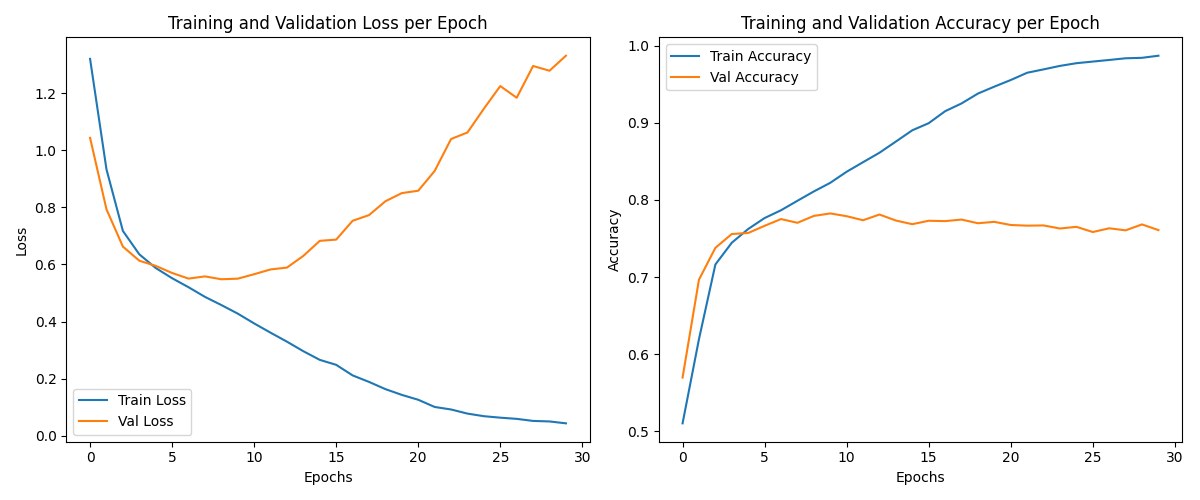 Training and Validation Loss per Epoch
Loss
1.2
1.0
0.8
0.6
0.4
0.2
0.0
Train Loss
Val Loss
0 5 10 15 20 25 30
Epochs
Training and Validation Accuracy per Epoch
Train Accuracy
Val Accuracy
Accuracy
1.0
0.9
0.8
0.7
0.6
0.5
0 5 10 15 20 25 30
Epochs